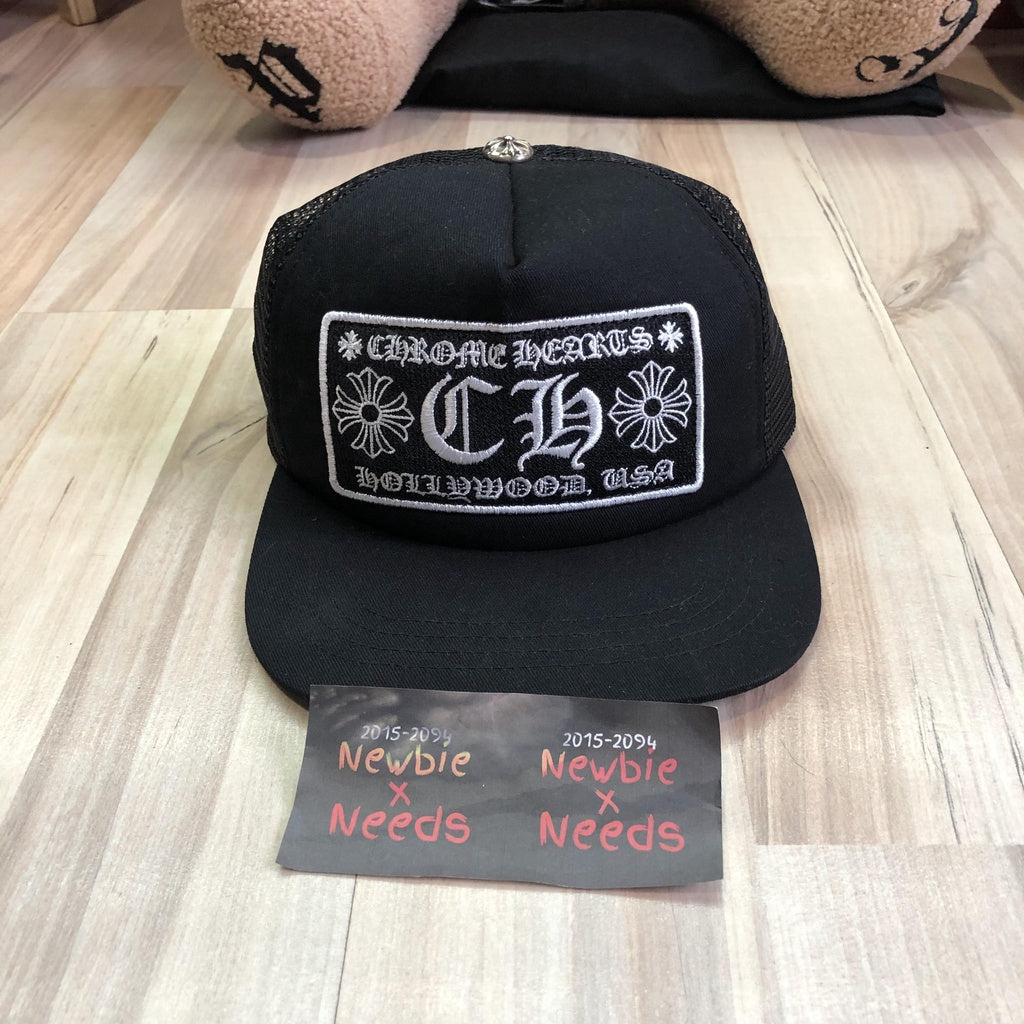 P
CHROME HEARTS
CH
HOLLYWOOD, USA
2015-2094
Newbie
x
Needs
2015-2094
Newbie
x
Needs